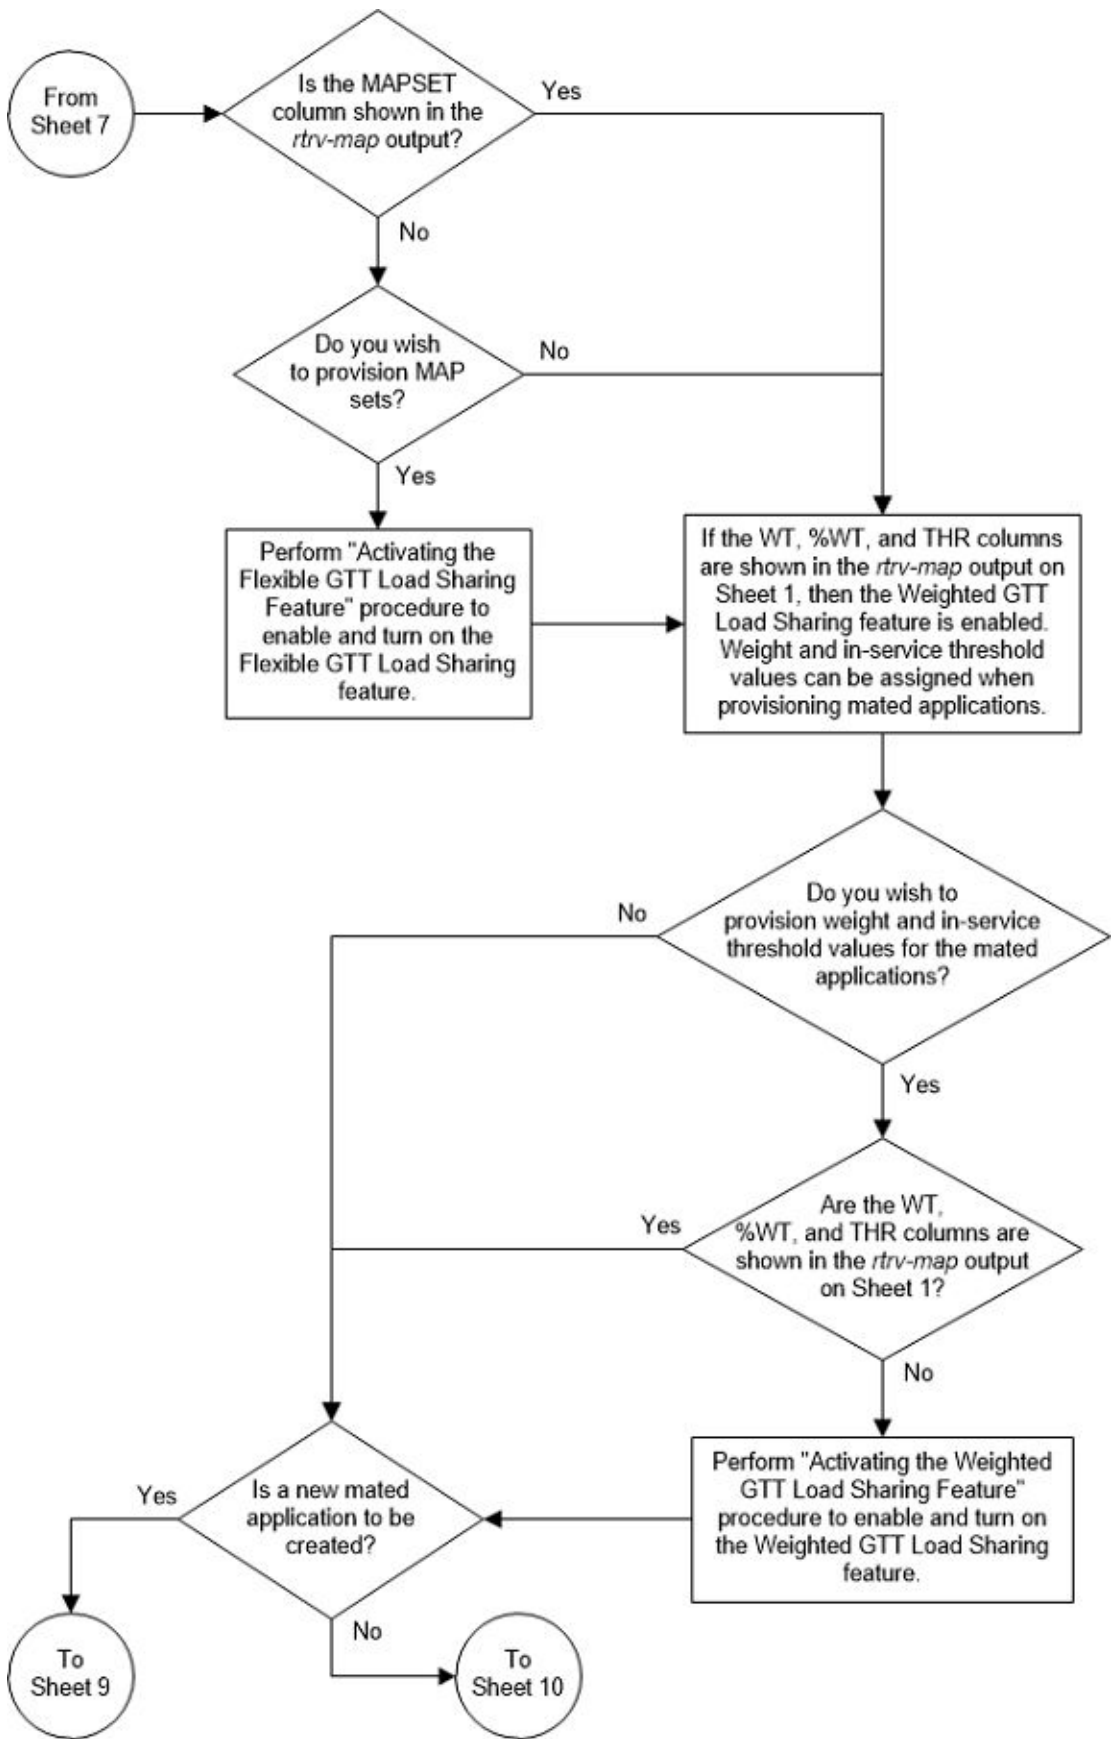 From
Sheet 7
Is the MAPSET
column shown in the
rtrv-map output?
Yes
No
Do you wish
to provision MAP
sets?
No
Yes
Perform "Activating the
Flexible GTT Load Sharing
Feature" procedure to
enable and turn on the
Flexible GTT Load Sharing
feature.
If the WT, %WT, and THR columns
are shown in the rtrv-map output on
Sheet 1, then the Weighted GTT
Load Sharing feature is enabled.
Weight and in-service threshold
values can be assigned when
provisioning mated applications.
Do you wish to
provision weight and in-service
threshold values for the mated
applications?
No
Yes
Are the WT,
%WT, and THR columns are
shown in the rtrv-map output
on Sheet 1?
Yes
No
Perform "Activating the Weighted
GTT Load Sharing Feature"
procedure to enable and turn on
the Weighted GTT Load Sharing
feature.
Is a new mated
application to be
created?
Yes
No
To
Sheet 9
To
Sheet 10